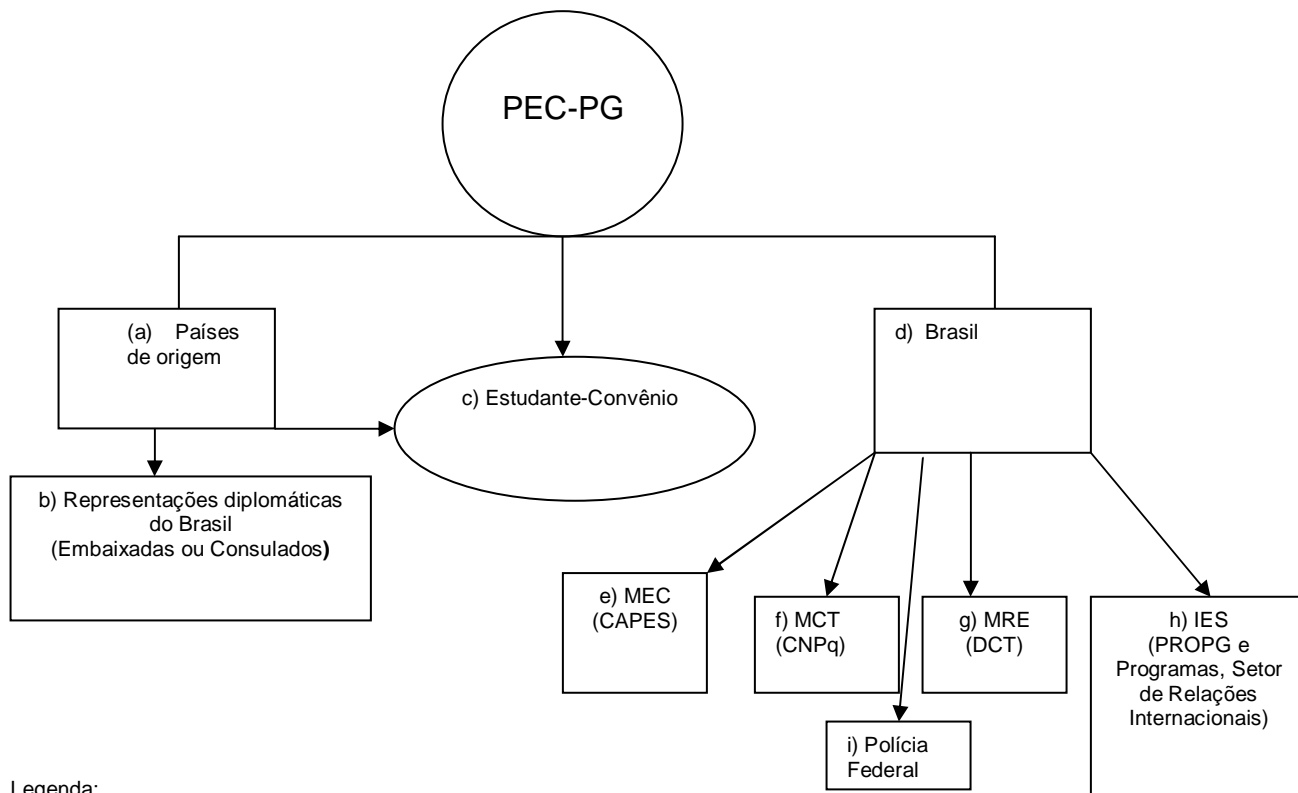 PEC-PG
(a) Países
de origem
d) Brasil
c) Estudante-Convênio
b) Representações diplomáticas
do Brasil
(Embaixadas ou Consulados)
e) MEC
(CAPES)
f) MCT
(CNPq)
g) MRE
(DCT)
h) IES
(PROPG e
Programas, Setor
de Relações
Internacionais)
i) Polícia
Federal
Legenda: